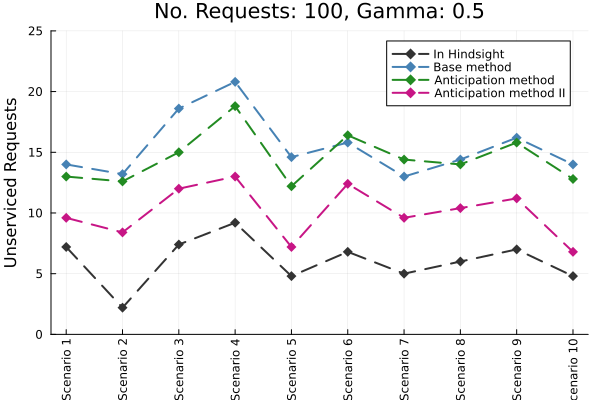 No. Requests: 100, Gamma: 0.5
Unserviced Requests
25
20
15
10
5
0
In Hindsight
Base method
Anticipation method
Anticipation method II
Scenario 1
Scenario 2
Scenario 3
Scenario 4
Scenario 5
Scenario 6
Scenario 7
Scenario 8
Scenario 9
Scenario 10